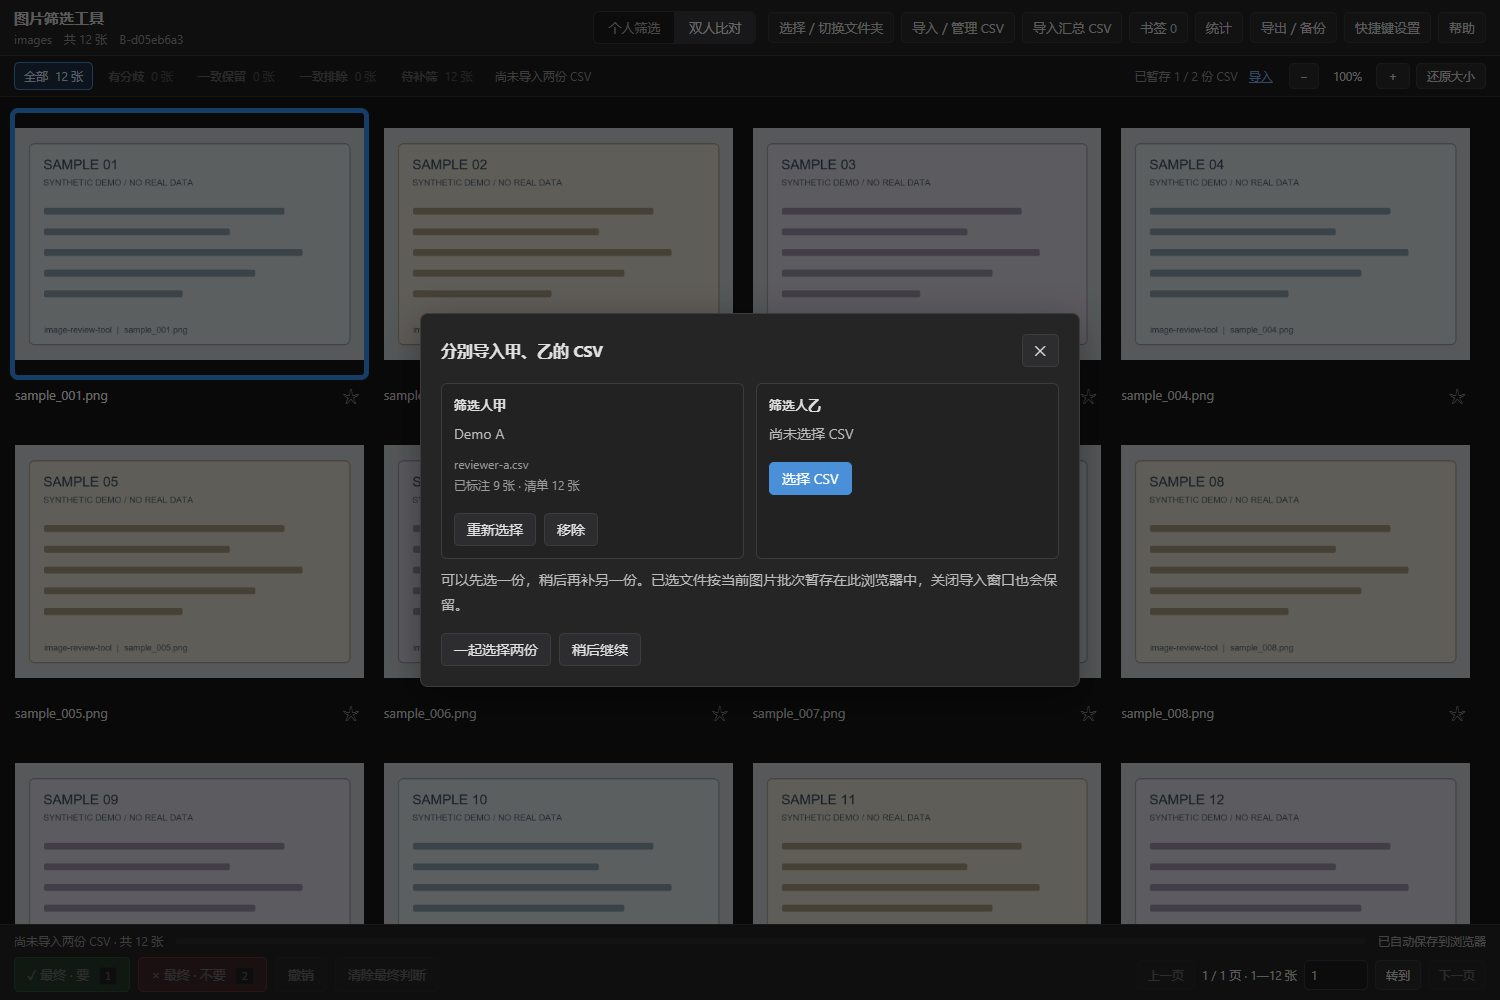 图片筛选工具
images 共 12 张 B-d05eb6a3
个人筛选 双人比对 选择 / 切换文件夹 导入 / 管理 CSV 导入汇总 CSV 书签 0 统计 导出 / 备份 快捷键设置 帮助
全部 12 张 有分歧 0 张 一致保留 0 张 一致排除 0 张 待补筛 12 张 尚未导入两份 CSV
已暂存 1 / 2 份 CSV 导入 − 100% + 还原大小
SAMPLE 01
SYNTHETIC DEMO / NO REAL DATA
image-review-tool | sample_001.png
sample_001.png ☆
SAMPLE 02
SYNTHETIC DEMO / NO REAL DATA
SAMPLE 03
SYNTHETIC DEMO / NO REAL DATA
SAMPLE 04
SYNTHETIC DEMO / NO REAL DATA
image-review-tool | sample_004.png
sample_004.png ☆
分别导入甲、乙的 CSV
×
筛选人甲
Demo A
reviewer-a.csv
已标注 9 张 · 清单 12 张
重新选择 移除
筛选人乙
尚未选择 CSV
选择 CSV
可以先选一份，稍后再补另一份。已选文件按当前图片批次暂存在此浏览器中，关闭导入窗口也会保
留。
一起选择两份 稍后继续
SAMPLE 05
SYNTHETIC DEMO / NO REAL DATA
image-review-tool | sample_005.png
sample_005.png ☆
sample_006.png ☆
sample_007.png ☆
SAMPLE 08
SYNTHETIC DEMO / NO REAL DATA
image-review-tool | sample_008.png
sample_008.png ☆
SAMPLE 09
SYNTHETIC DEMO / NO REAL DATA
SAMPLE 10
SYNTHETIC DEMO / NO REAL DATA
SAMPLE 11
SYNTHETIC DEMO / NO REAL DATA
SAMPLE 12
SYNTHETIC DEMO / NO REAL DATA
尚未导入两份 CSV · 共 12 张
已自动保存到浏览器
✓ 最终 · 要 1 × 最终 · 不要 2 撤销 清除最终判断
上一页 1 / 1 页 · 1—12 张 1 转到 下一页